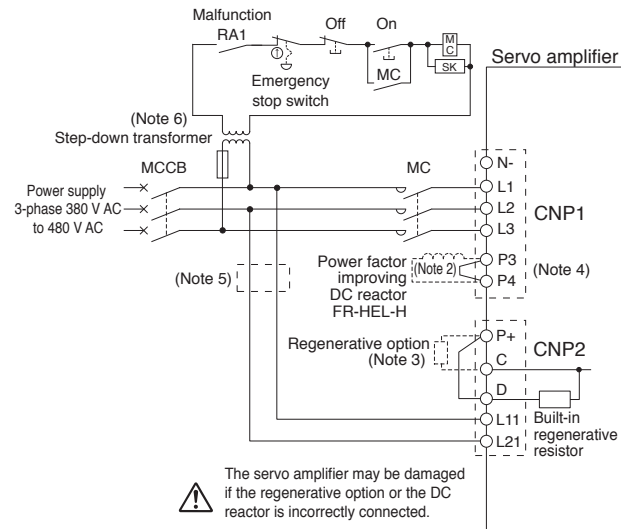 Malfunction
RA1
Off
On
M
C
SK
MC
Emergency
stop switch
Servo amplifier
(Note 6)
Step-down transformer
MCCB
MC
Power supply
3-phase 380 V AC
to 480 V AC
N-
L1
L2
L3
CNP1
(Note 5)
Power factor
improving
DC reactor
FR-HEL-H
(Note 2)
P3
P4
(Note 4)
Regenerative option
(Note 3)
P+
C
D
L11
L21
CNP2
Built-in
regenerative
resistor
The servo amplifier may be damaged
if the regenerative option or the DC
reactor is incorrectly connected.